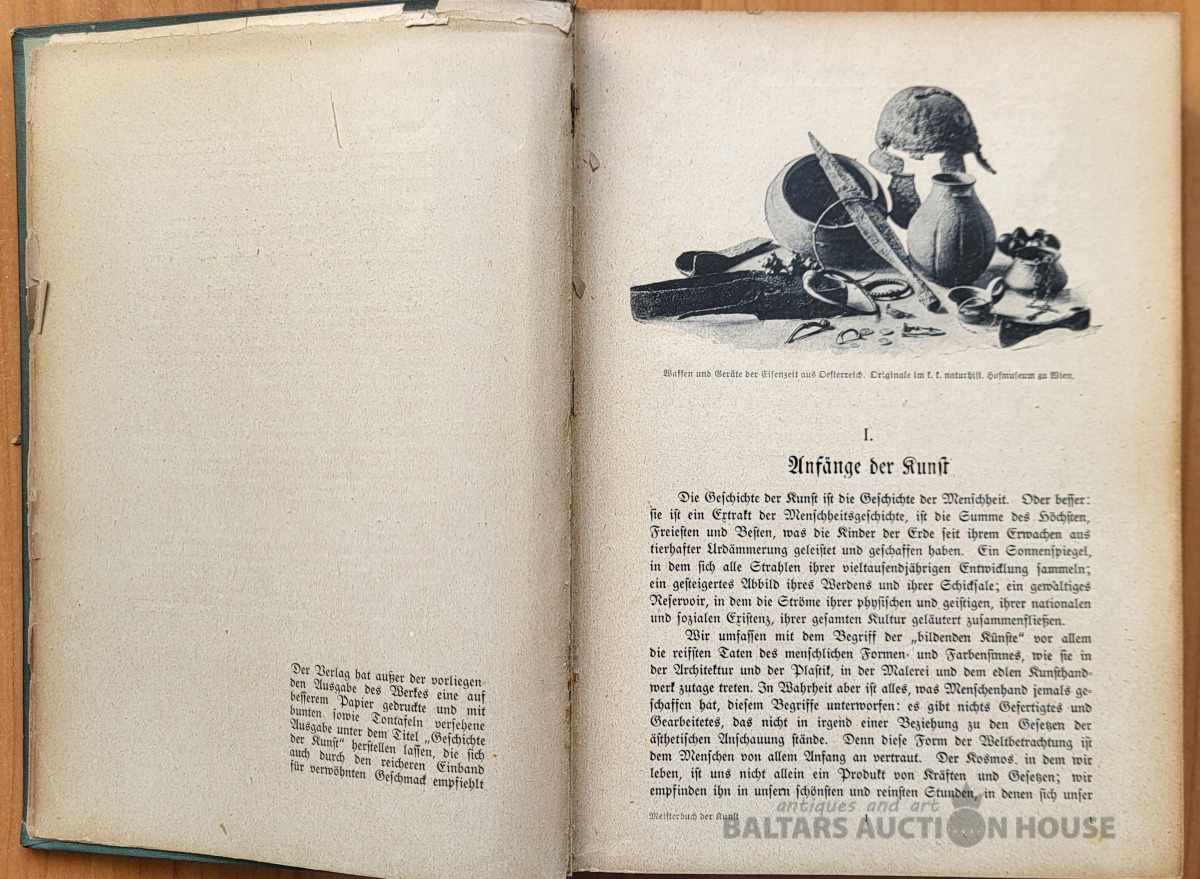 Der Verlag hat außer der vorliegen-
den Ausgabe des Werkes eine auf
besserem Papier gedruckte und mit
bunten sowie Tontafeln versehene
Ausgabe unter dem Titel „Geschichte
der Kunst“ herstellen lassen, die sich
auch durch den reicheren Einband
für verwöhnten Geschmack empfiehlt
Waffen und Geräte der Eisenzeit aus Oesterreich. Originale im k. k. naturhist. Hofmuseum zu Wien.
I.
Anfänge der Kunst
Die Geschichte der Kunst ist die Geschichte der Menschheit. Oder besser:
sie ist ein Extrakt der Menschheitsgeschichte, ist die Summe des Höchsten,
Freiesten und Besten, was die Kinder der Erde seit ihrem Erwachen aus
tierhafter Urdämmerung geleistet und geschaffen haben. Ein Sonnenspiegel,
in dem sich alle Strahlen ihrer vieltausendjährigen Entwicklung sammeln;
ein gesteigertes Abbild ihres Werdens und ihrer Schicksale; ein gewaltiges
Reservoir, in dem die Ströme ihrer physischen und geistigen, ihrer nationalen
und sozialen Existenz, ihrer gesamten Kultur geläutert zusammenfließen.
Wir umfassen mit dem Begriff der „bildenden Künste“ vor allem
die reifsten Taten des menschlichen Formen- und Farbensinnes, wie sie in
der Architektur und der Plastik, in der Malerei und dem edlen Kunsthand-
werk zutage treten. In Wahrheit aber ist alles, was Menschenhand jemals ge-
schaffen hat, diesem Begriffe unterworfen: es gibt nichts Gefertigtes und
Gearbeitetes, das nicht in irgend einer Beziehung zu den Gesetzen der
ästhetischen Anschauung stände. Denn diese Form der Weltbetrachtung ist
dem Menschen von allem Anfang an vertraut. Der Kosmos, in dem wir
leben, ist uns nicht allein ein Produkt von Kräften und Gesetzen; wir
empfinden ihn in unsern schönsten und reinsten Stunden, in denen sich unser
Meisterbuch der Kunst 1 1
antiques and art
BALTARS AUCTION HOUSE